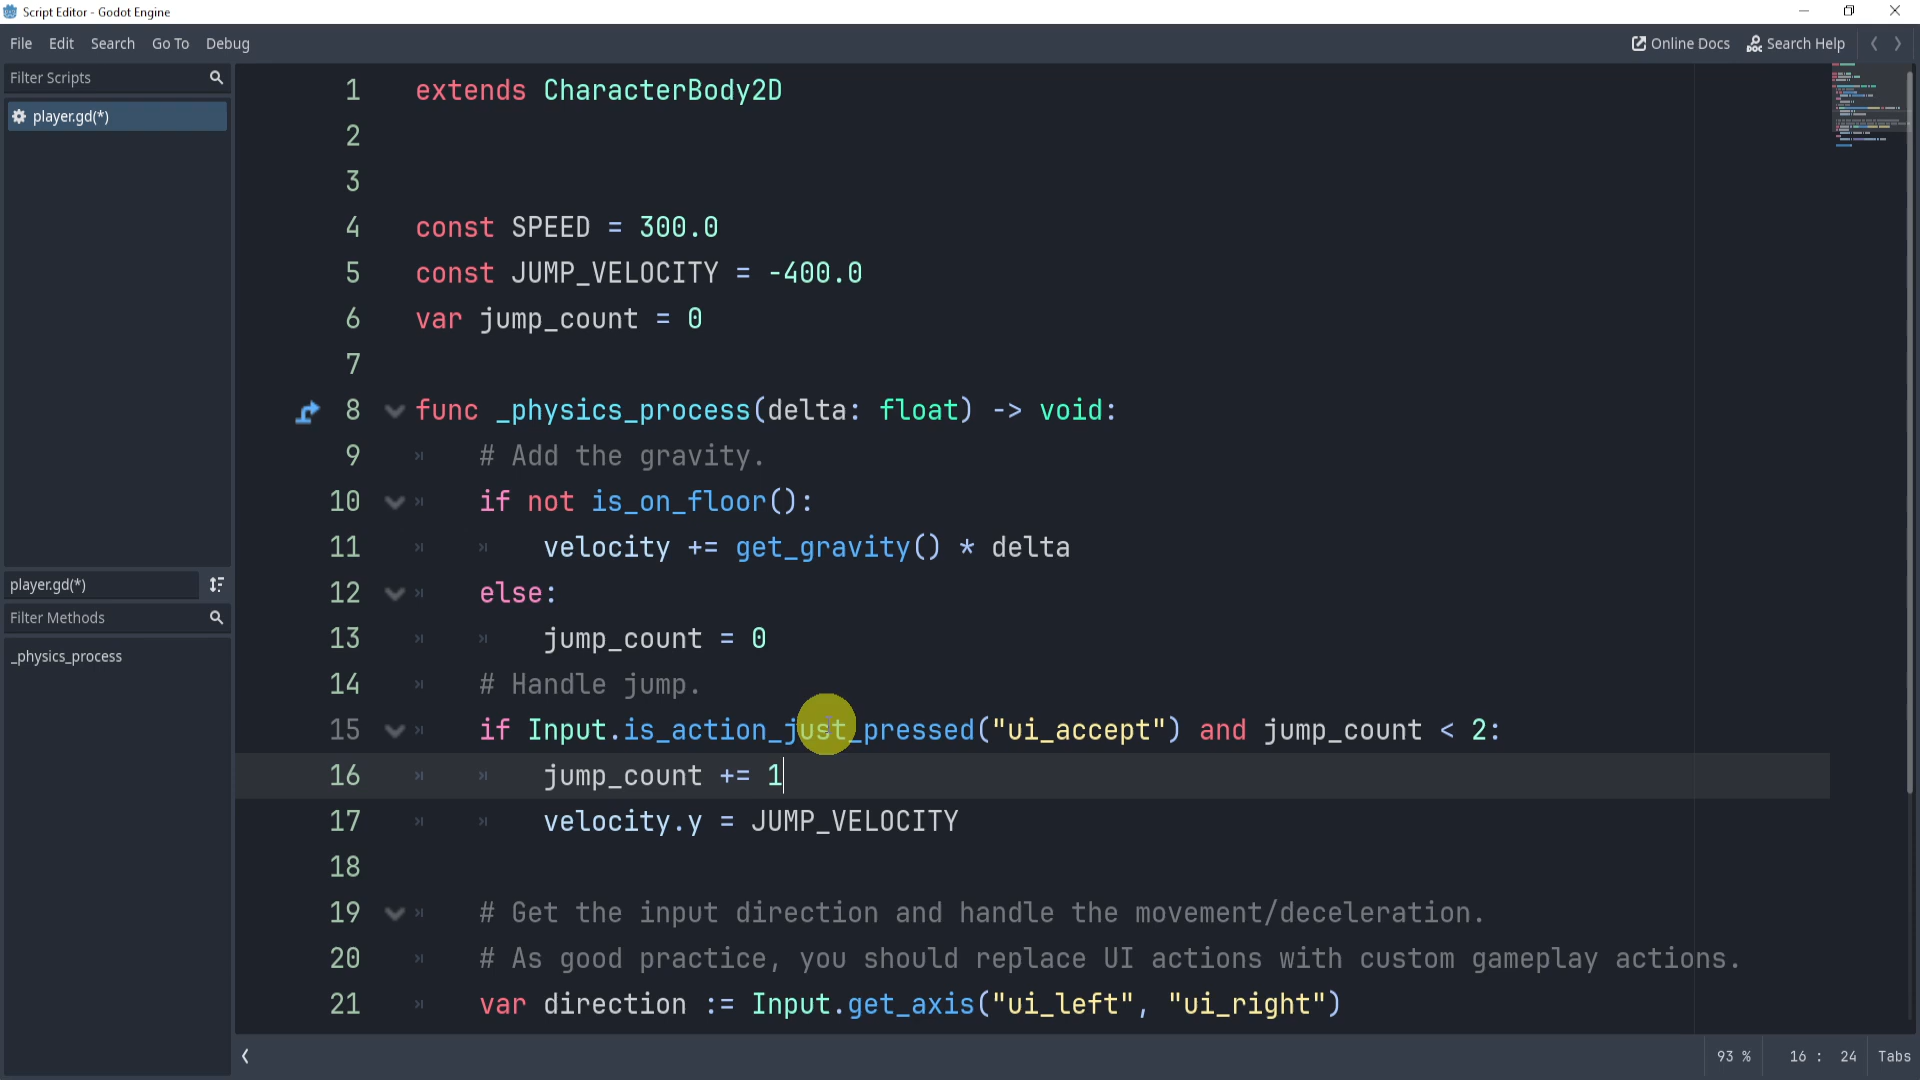 Script Editor - Godot Engine
File Edit Search Go To Debug
Online Docs Search Help
Filter Scripts
player.gd(*)
player.gd(*)
Filter Methods
_physics_process
1 extends CharacterBody2D
2
3
4 const SPEED = 300.0
5 const JUMP_VELOCITY = -400.0
6 var jump_count = 0
7
8 func _physics_process(delta: float) -> void:
9 # Add the gravity.
10 if not is_on_floor():
11 velocity += get_gravity() * delta
12 else:
13 jump_count = 0
14 # Handle jump.
15 if Input.is_action_just_pressed("ui_accept") and jump_count < 2:
16 jump_count += 1
17 velocity.y = JUMP_VELOCITY
18
19 # Get the input direction and handle the movement/deceleration.
20 # As good practice, you should replace UI actions with custom gameplay actions.
21 var direction := Input.get_axis("ui_left", "ui_right")
93 % 16 : 24 Tabs